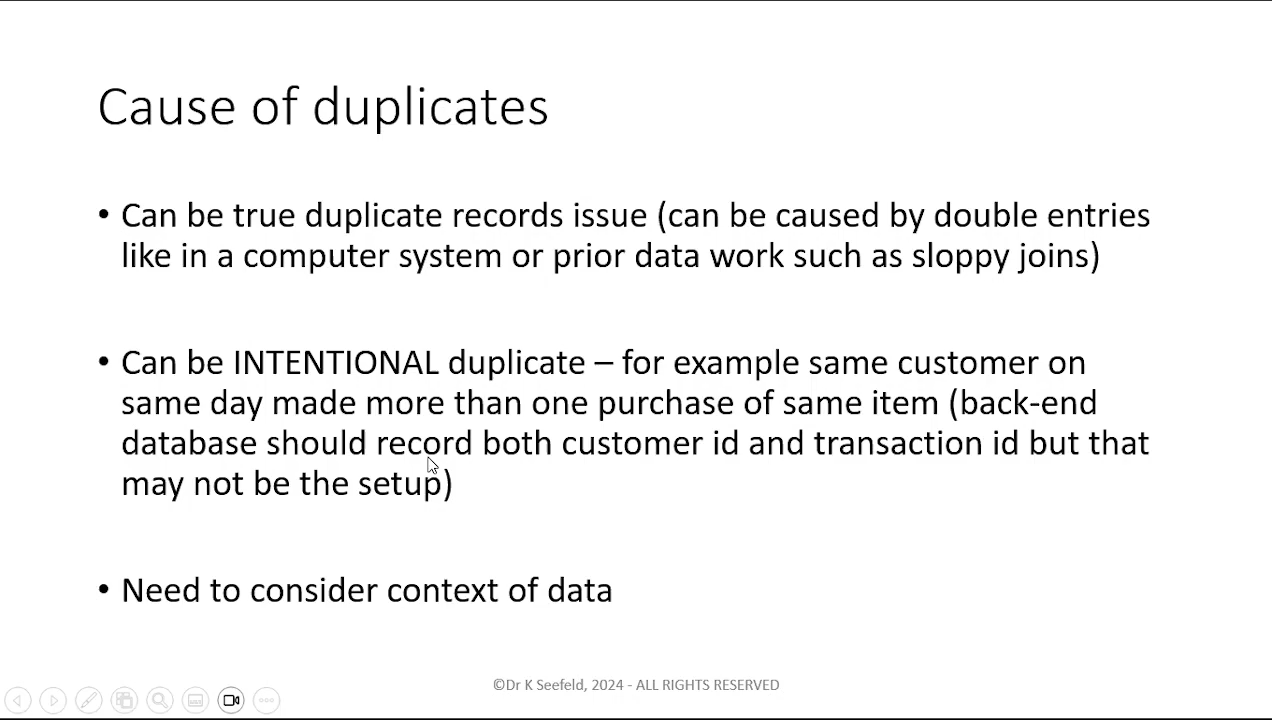 Cause of duplicates
• Can be true duplicate records issue (can be caused by double entries
like in a computer system or prior data work such as sloppy joins)
• Can be INTENTIONAL duplicate – for example same customer on
same day made more than one purchase of same item (back-end
database should record both customer id and transaction id but that
may not be the setup)
• Need to consider context of data
©Dr K Seefeld, 2024 - ALL RIGHTS RESERVED